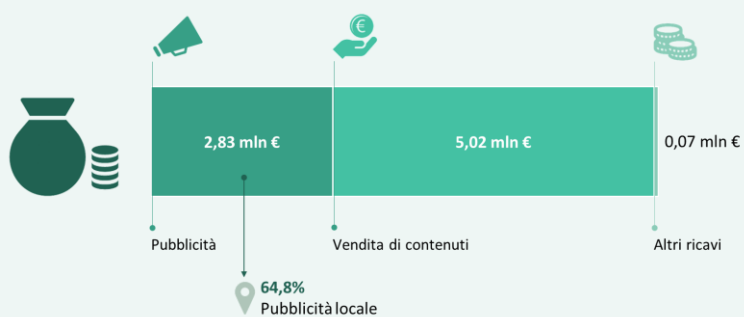 €
2,83 mln €
5,02 mln €
0,07 mln €
Pubblicità
Vendita di contenuti
Altri ricavi
64,8%
Pubblicità locale